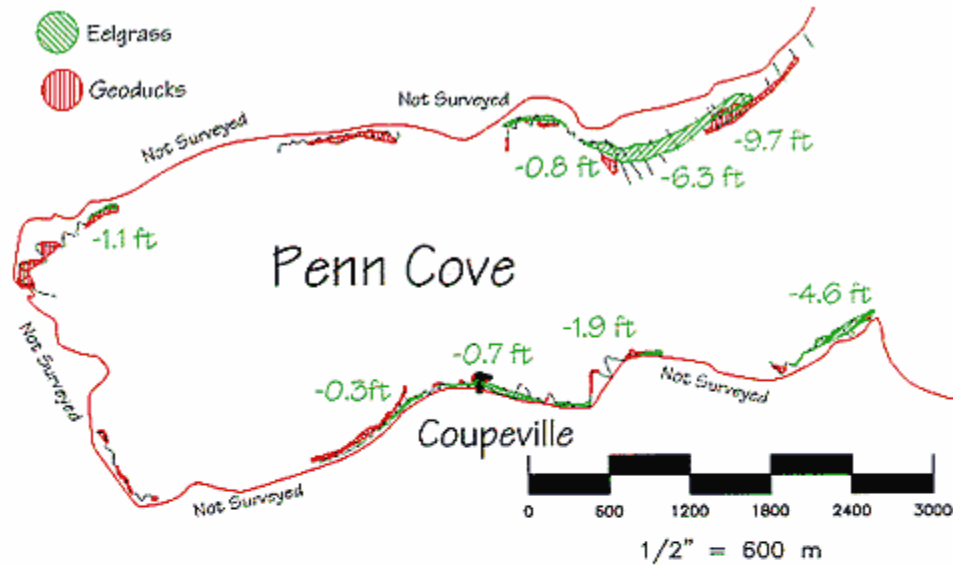 Eelgrass
Geoducks
Not Surveyed
Not Surveyed
-0.8 ft
-9.7 ft
-6.3 ft
-1.1 ft
Penn Cove
-4.6 ft
-1.9 ft
-0.7 ft
-0.3ft
Not Surveyed
Not Surveyed
Coupeville
Not Surveyed
0 600 1200 1800 2400 3000
1/2" = 600 m